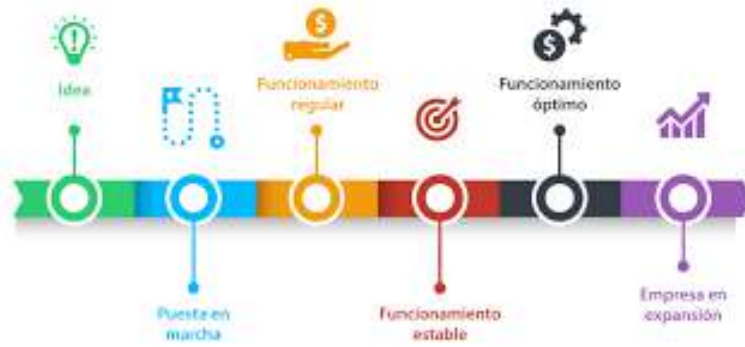 Idea
Puesta en
marcha
Funcionamiento
regular
Funcionamiento
estable
Funcionamiento
óptimo
Empresa en
expansión